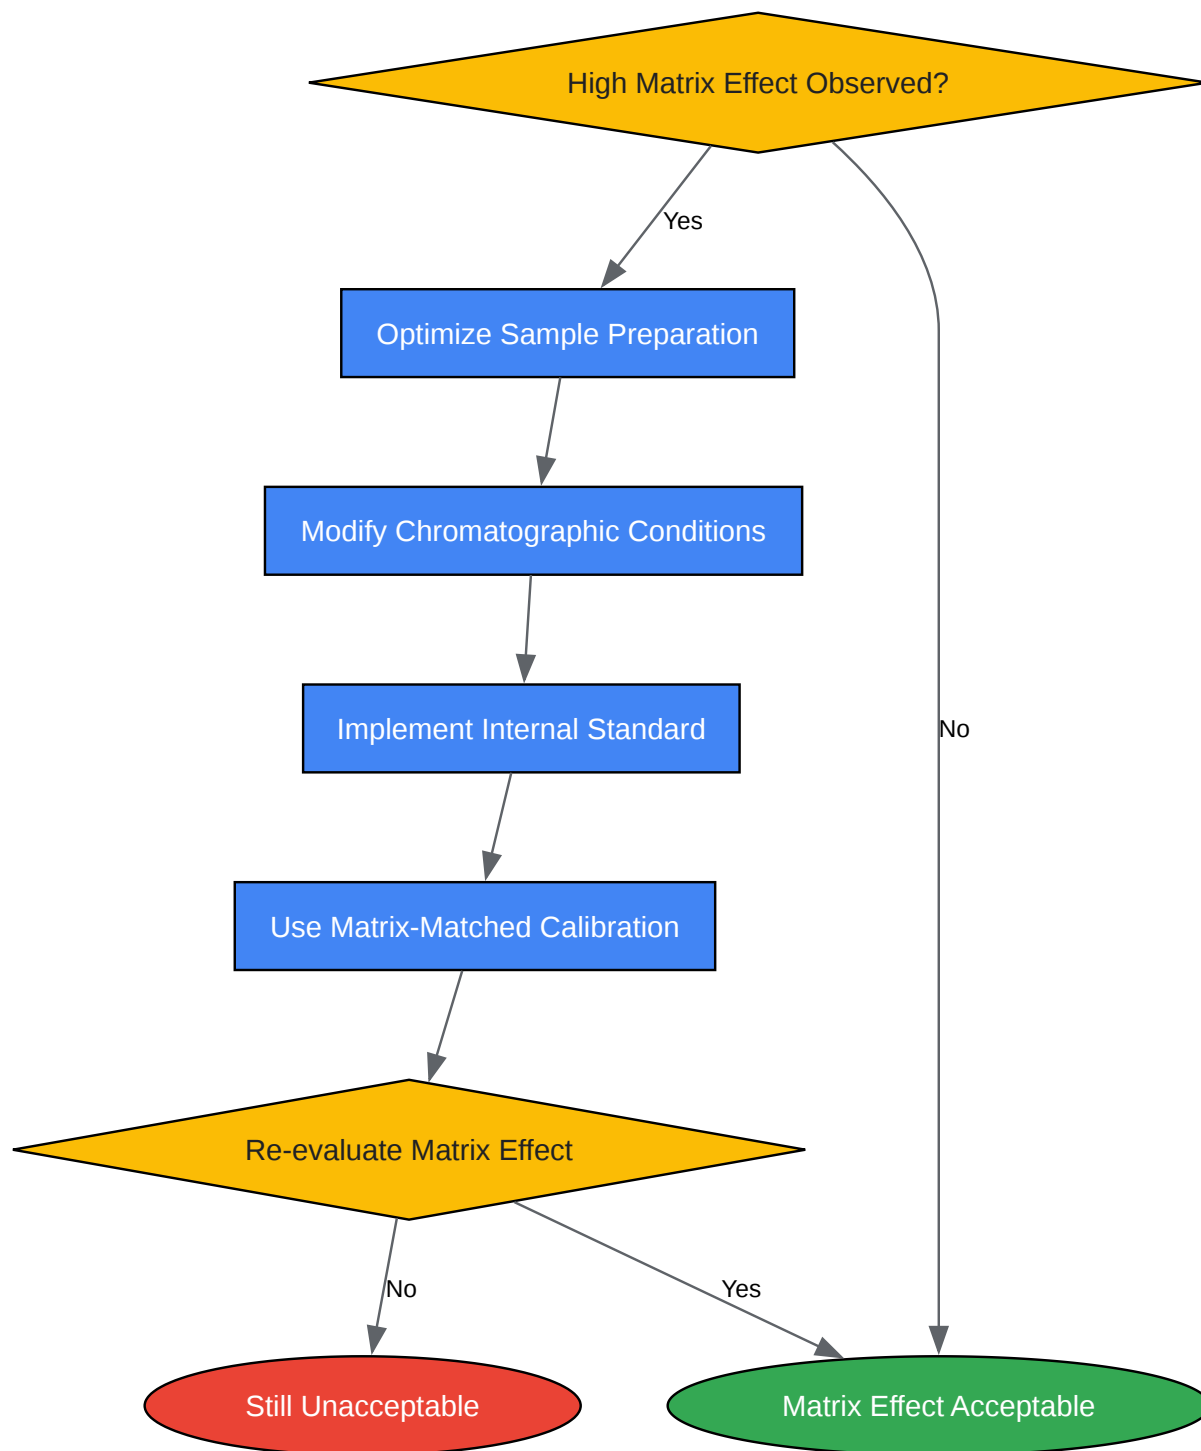 High Matrix Effect Observed?
Yes
Optimize Sample Preparation
Modify Chromatographic Conditions
Implement Internal Standard
No
Use Matrix-Matched Calibration
Re-evaluate Matrix Effect
No
Yes
Still Unacceptable
Matrix Effect Acceptable